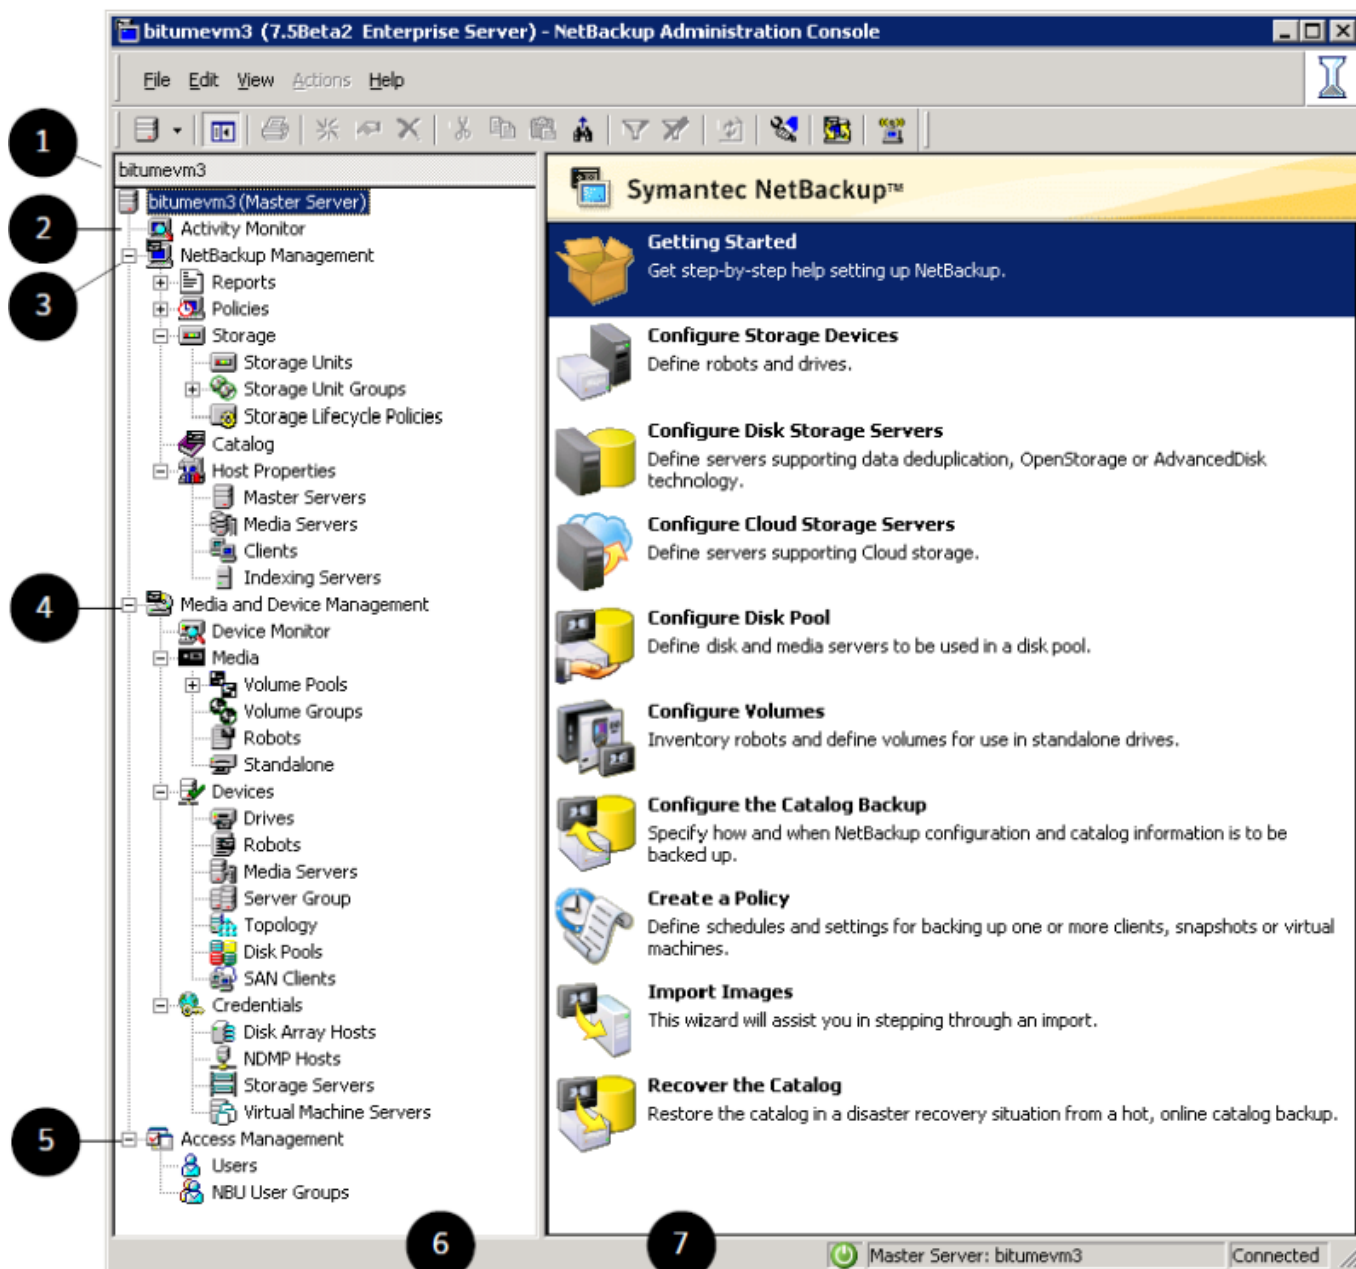 bitumevm3 (7.5Beta2 Enterprise Server) - NetBackup Administration Console
File Edit View Actions Help
1
bitumevm3
bitumevm3 (Master Server)
2
Activity Monitor
NetBackup Management
3
Reports
Policies
Storage
Storage Units
Storage Unit Groups
Storage Lifecycle Policies
Catalog
Host Properties
Master Servers
Media Servers
Clients
Indexing Servers
4
Media and Device Management
Device Monitor
Media
Volume Pools
Volume Groups
Robots
Standalone
Devices
Drives
Robots
Media Servers
Server Group
Topology
Disk Pools
SAN Clients
Credentials
Disk Array Hosts
NDMP Hosts
Storage Servers
Virtual Machine Servers
5
Access Management
Users
NBU User Groups
Symantec NetBackup™
Getting Started
Get step-by-step help setting up NetBackup.
Configure Storage Devices
Define robots and drives.
Configure Disk Storage Servers
Define servers supporting data deduplication, OpenStorage or AdvancedDisk
technology.
Configure Cloud Storage Servers
Define servers supporting Cloud storage.
Configure Disk Pool
Define disk and media servers to be used in a disk pool.
Configure Volumes
Inventory robots and define volumes for use in standalone drives.
Configure the Catalog Backup
Specify how and when NetBackup configuration and catalog information is to be
backed up.
Create a Policy
Define schedules and settings for backing up one or more clients, snapshots or virtual
machines.
Import Images
This wizard will assist you in stepping through an import.
Recover the Catalog
Restore the catalog in a disaster recovery situation from a hot, online catalog backup.
6
7
Master Server: bitumevm3
Connected